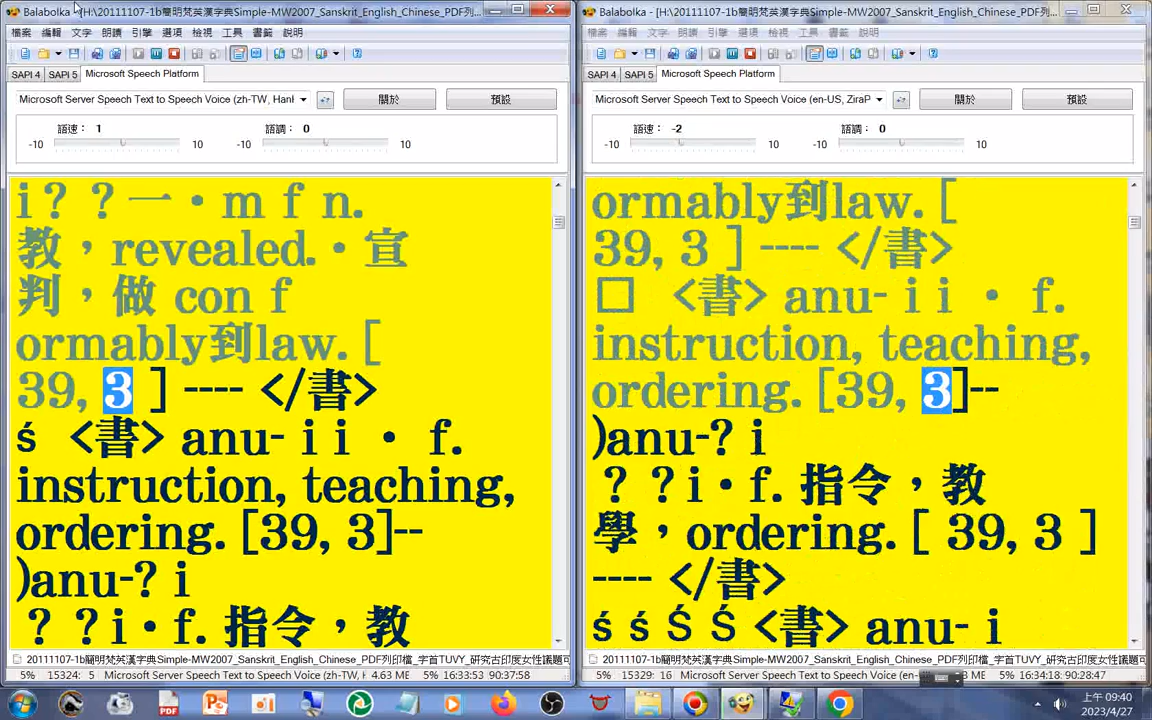 Balabolka - [H:\20111107-1b簡明梵英漢字典Simple-MW2007_Sanskrit_English_Chinese_PDF列...
檔案 編輯 文字 朗讀 引擎 選項 檢視 工具 書籤 說明
SAPI 4 SAPI 5 Microsoft Speech Platform
Microsoft Server Speech Text to Speech Voice (zh-TW, Hanl 關於 預設
語速： 1 語調： 0
-10 10 -10 10
i？？一·m f n.
教，revealed.·宣
判，做 con f
ormably到law. [
39, 3 ] ---- </書>
ś <書> anu- i i · f.
instruction, teaching,
ordering. [39, 3]--
)anu-? i
？？i·f. 指令，教
20111107-1b簡明梵英漢字典Simple-MW2007_Sanskrit_English_Chinese_PDF列印檔_字首TUVY_研究古印度女性議題可
5% 15324: 5 Microsoft Server Speech Text to Speech Voice (zh-TW, H 4.63 ME 5% 16:33:53 90:37:58
Balabolka - [H:\20111107-1b簡明梵英漢字典Simple-MW2007_Sanskrit_English_Chinese_PDF列...
檔案 編輯 文字 朗讀 引擎 選項 檢視 工具 書籤 說明
SAPI 4 SAPI 5 Microsoft Speech Platform
Microsoft Server Speech Text to Speech Voice (en-US, ZiraP 關於 預設
語速： -2 語調： 0
-10 10 -10 10
ormably到law. [
39, 3 ] ---- </書>
□ <書> anu- i i · f.
instruction, teaching,
ordering. [39, 3]--
)anu-? i
？？i·f. 指令，教
學，ordering. [ 39, 3 ]
---- </書>
ś ś Ś Ś <書> anu- i
20111107-1b簡明梵英漢字典Simple-MW2007_Sanskrit_English_Chinese_PDF列印檔_字首TUVY_研究古印度女性議題可
5% 15329: 16 Microsoft Server Speech Text to Speech Voice (en-US, 4.63 ME 5% 16:34:18 90:28:47
上午 09:40
2023/4/27